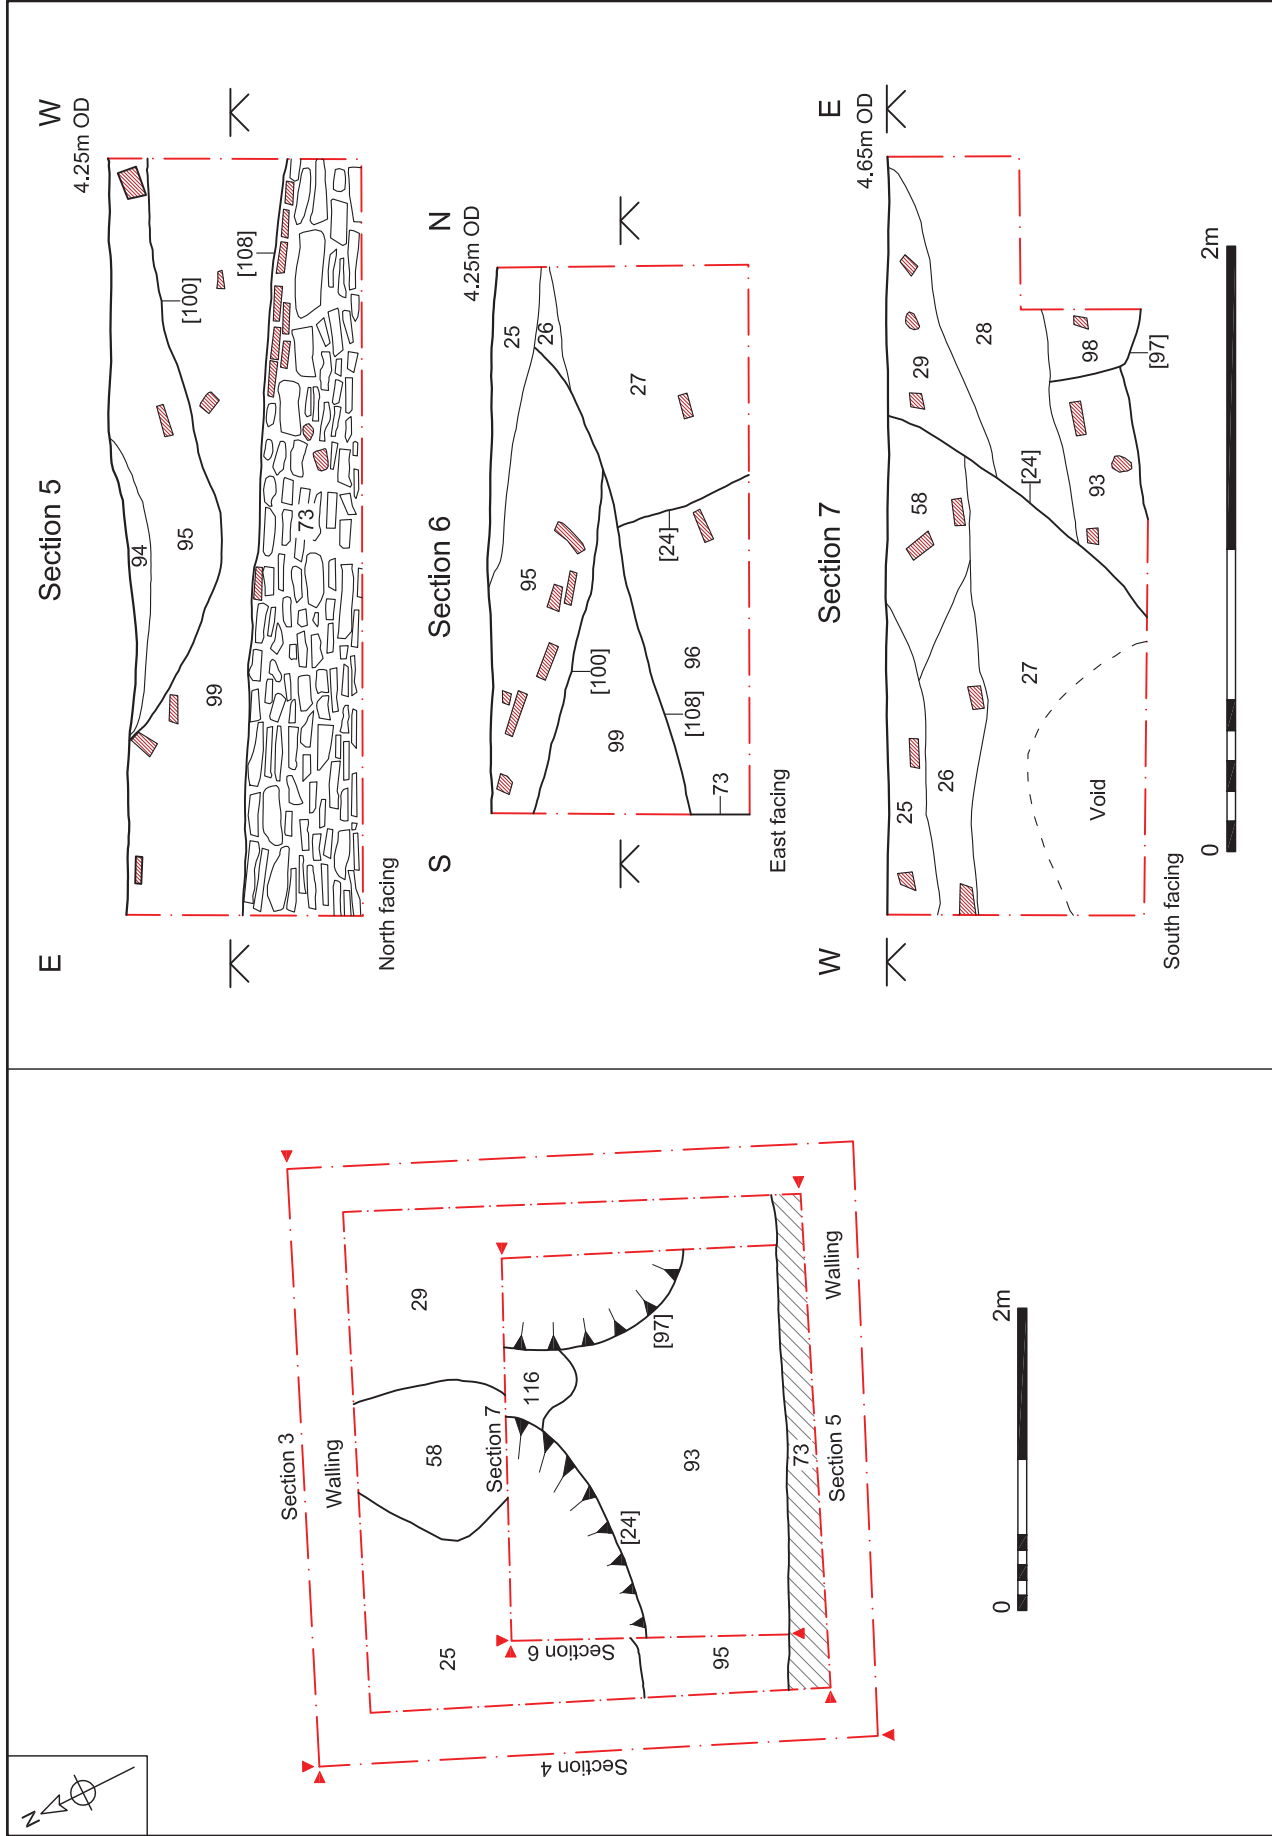 N
Section 3
Walling
29
58
Section 7
116
[97]
25
[24]
93
Section 6
95
73
Section 5
Walling
Section 4
0
2m
Section 5
E
W
4.25m OD
94
95
[100]
99
[108]
73
North facing
Section 6
S
N
4.25m OD
25
26
95
27
[24]
[100]
99
96
[108]
73
East facing
Section 7
W
E
4.65m OD
25
58
29
28
26
[24]
98
93
[97]
27
Void
South facing
0
2m